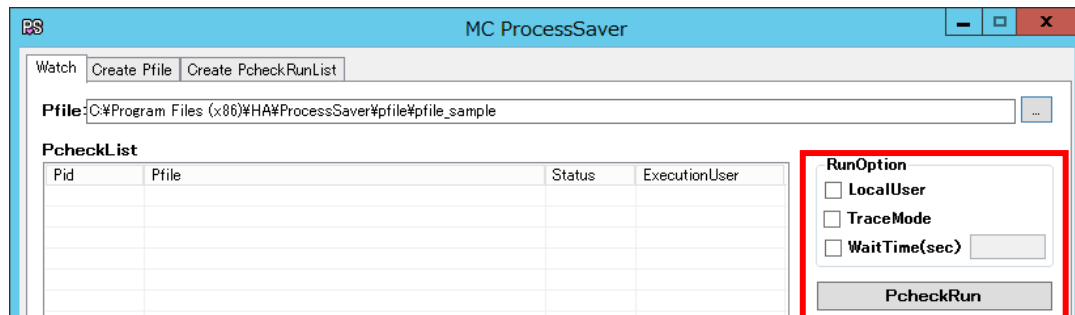 PS
MC ProcessSaver
Watch Create Pfile Create PcheckRunList
Pfile: C:¥Program Files (x86)¥HA¥ProcessSaver¥pfile¥pfile_sample ...
PcheckList
Pid Pfile Status ExecutionUser
RunOption
LocalUser
TraceMode
WaitTime(sec)
PcheckRun